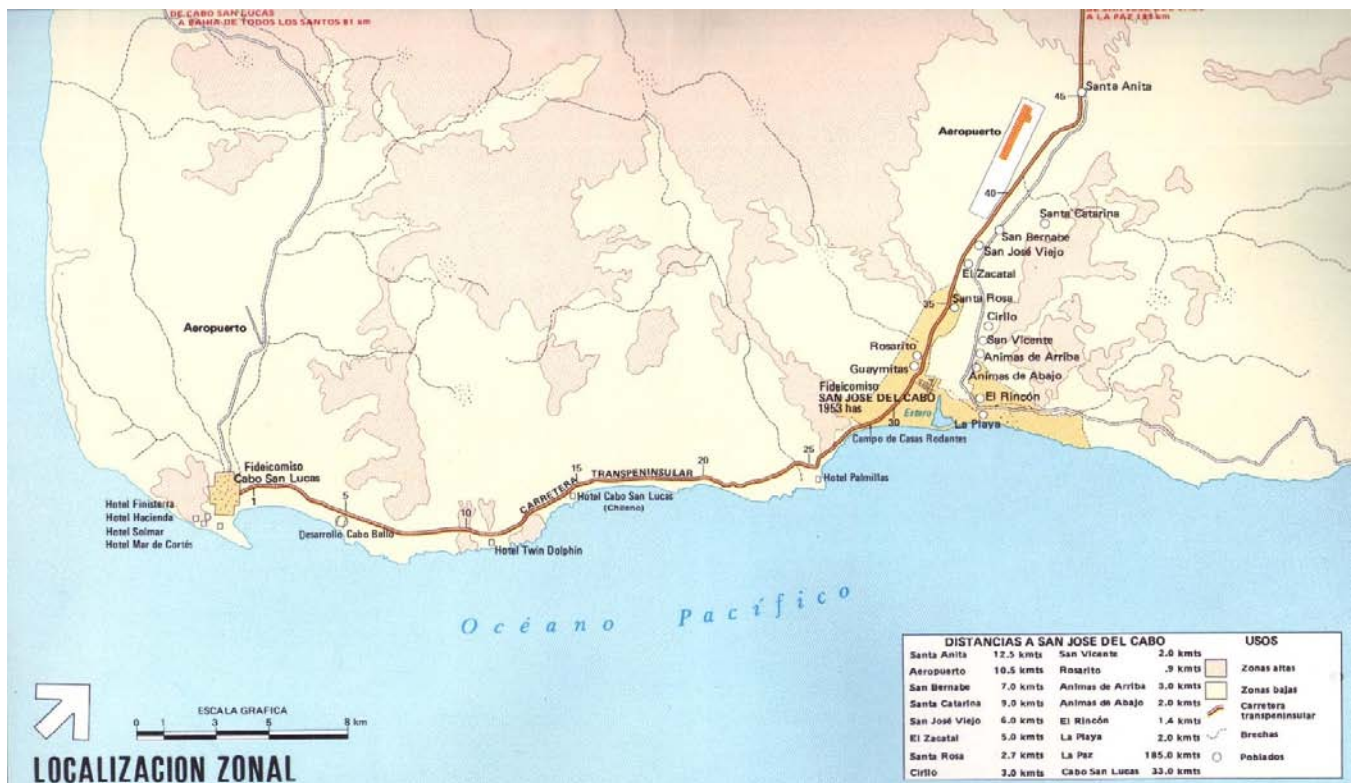 DE CABO SAN LUCAS
A BAHIA DE TODOS LOS SANTOS 81 km
A LA PAZ 185 km
Santa Anita
45
Aeropuerto
40
Santa Catarina
San Bernabe
San José Viejo
El Zacatal
35
Santa Rosa
Cirilo
Aeropuerto
San Vicente
Rosarito
Animas de Arriba
Guaymitas
Animas de Abajo
Fideicomiso
SAN JOSE DEL CABO
1953 has
El Rincón
Estero
30
La Playa
Campo de Casas Rodantes
25
20
15
CARRETERA TRANSPENINSULAR
Hotel Palmillas
Fideicomiso
Cabo San Lucas
1
5
10
Hotel Cabo San Lucas
(Chileno)
Hotel Finisterra
Hotel Hacienda
Hotel Solmar
Hotel Mar de Cortés
Desarrollo Cabo Bello
Hotel Twin Dolphin
Océano Pacífico
DISTANCIAS A SAN JOSE DEL CABO
Santa Anita 12.5 kmts San Vicente 2.0 kmts
Aeropuerto 10.5 kmts Rosarito .9 kmts
San Bernabe 7.0 kmts Animas de Arriba 3.0 kmts
Santa Catarina 9.0 kmts Animas de Abajo 2.0 kmts
San José Viejo 6.0 kmts El Rincón 1.4 kmts
El Zacatal 5.0 kmts La Playa 2.0 kmts
Santa Rosa 2.7 kmts La Paz 185.0 kmts
Cirilo 3.0 kmts Cabo San Lucas 33.0 kmts
USOS
Zonas altas
Zonas bajas
Carretera
transpeninsular
Brechas
Poblados
ESCALA GRAFICA
0 1 3 5 8 km
LOCALIZACION ZONAL